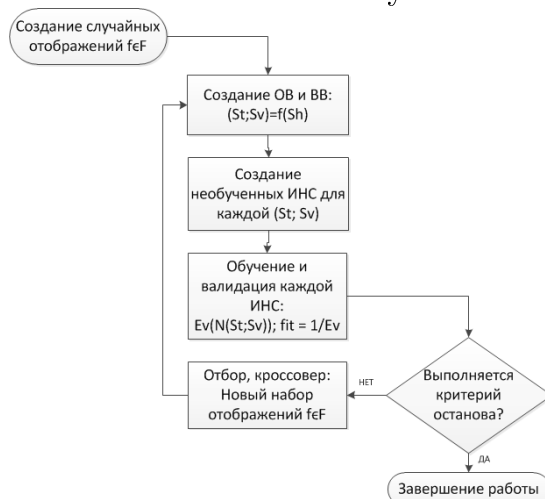 Создание случайных
отображений fєF
Создание ОВ и ВВ:
(St;Sv)=f(Sh)
Создание
необученных ИНС для
каждой (St; Sv)
Обучение и
валидация каждой
ИНС:
Ev(N(St;Sv)); fit = 1/Ev
Отбор, кроссовер:
Новый набор
отображений fєF
НЕТ
Выполняется
критерий
останова?
ДА
Завершение работы